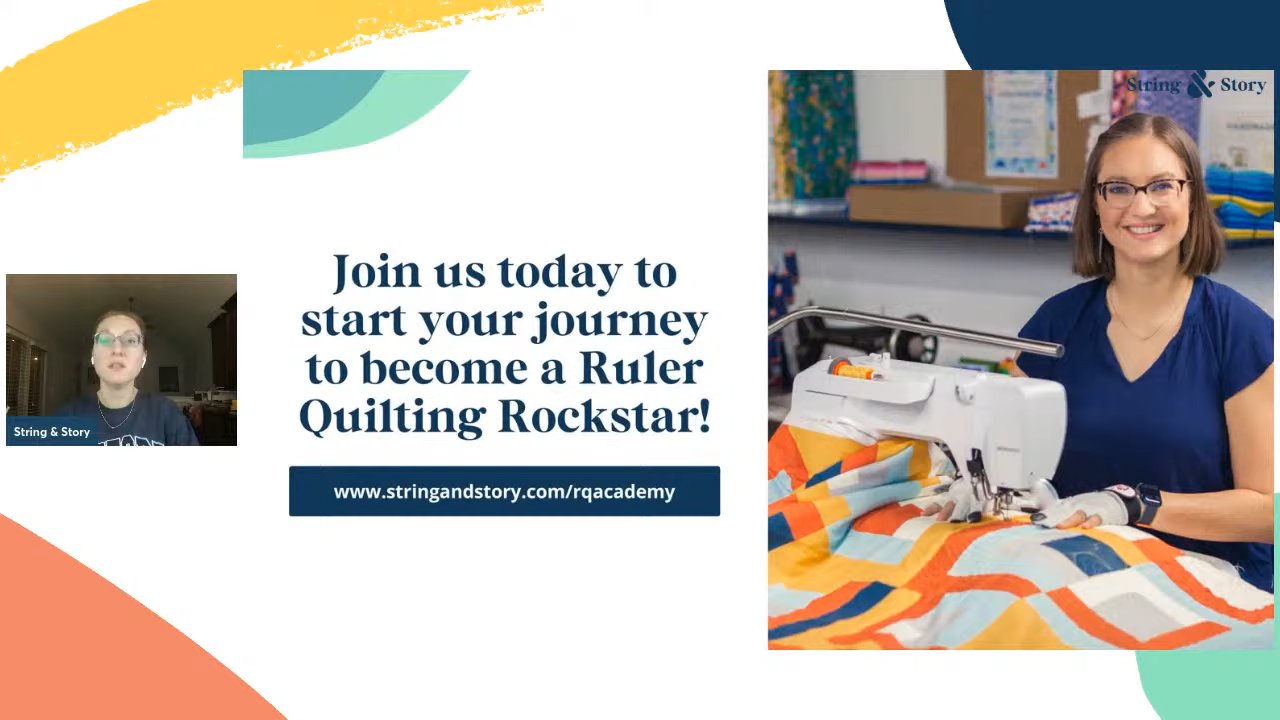 String & Story
Join us today to
start your journey
to become a Ruler
Quilting Rockstar!
www.stringandstory.com/rqacademy
String & Story